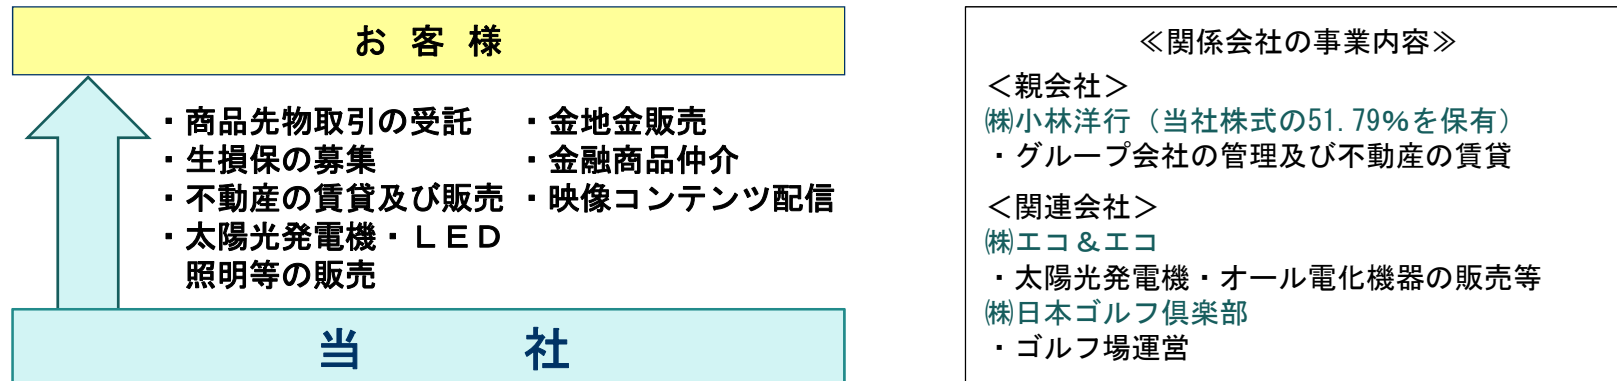 お 客 様
・商品先物取引の受託
・生損保の募集
・不動産の賃貸及び販売
・太陽光発電機・ＬＥＤ
照明等の販売
・金地金販売
・金融商品仲介
・映像コンテンツ配信
当 社
≪関係会社の事業内容≫
＜親会社＞
㈱小林洋行（当社株式の51.79％を保有）
・グループ会社の管理及び不動産の賃貸
＜関連会社＞
㈱エコ＆エコ
・太陽光発電機・オール電化機器の販売等
㈱日本ゴルフ倶楽部
・ゴルフ場運営